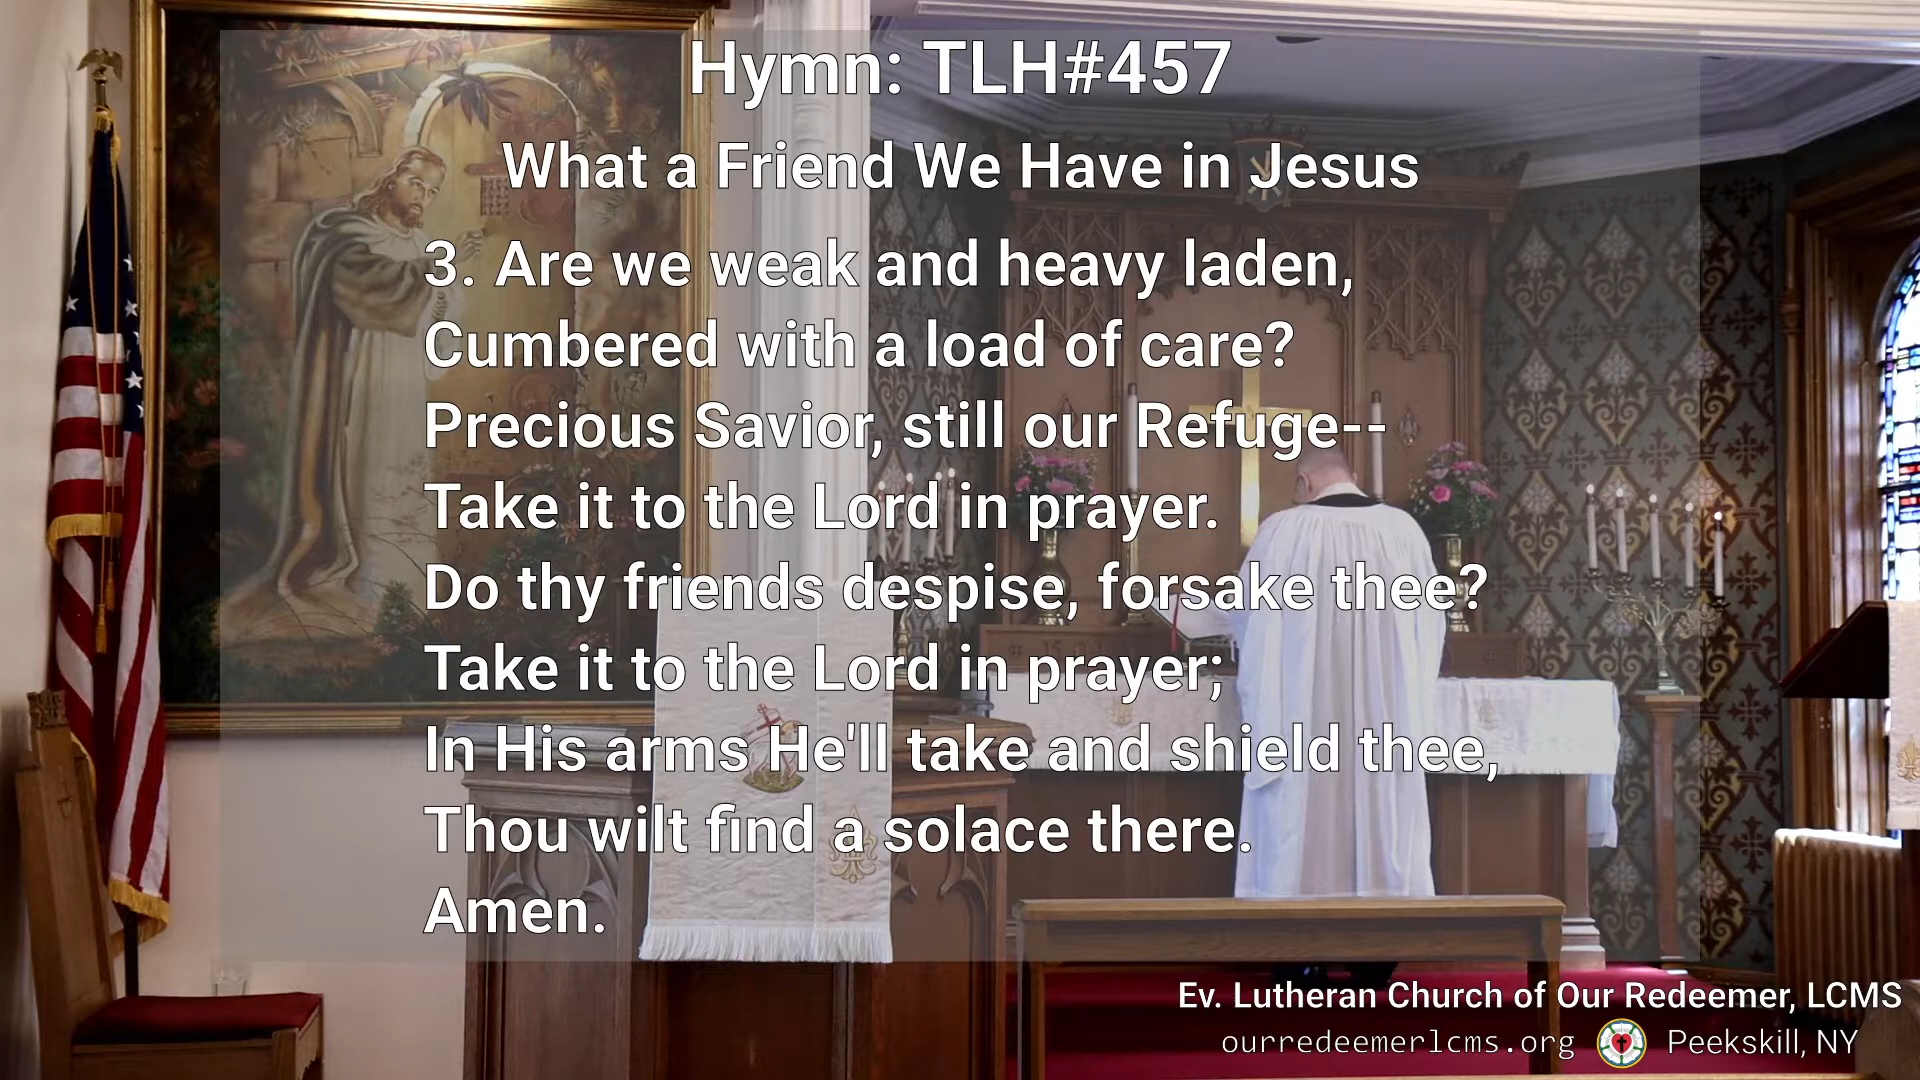 Hymn: TLH#457
What a Friend We Have in Jesus
3. Are we weak and heavy laden,
Cumbered with a load of care?
Precious Savior, still our Refuge--
Take it to the Lord in prayer.
Do thy friends despise, forsake thee?
Take it to the Lord in prayer;
In His arms He'll take and shield thee,
Thou wilt find a solace there.
Amen.
Ev. Lutheran Church of Our Redeemer, LCMS
ourredeemerlcms.org Peekskill, NY